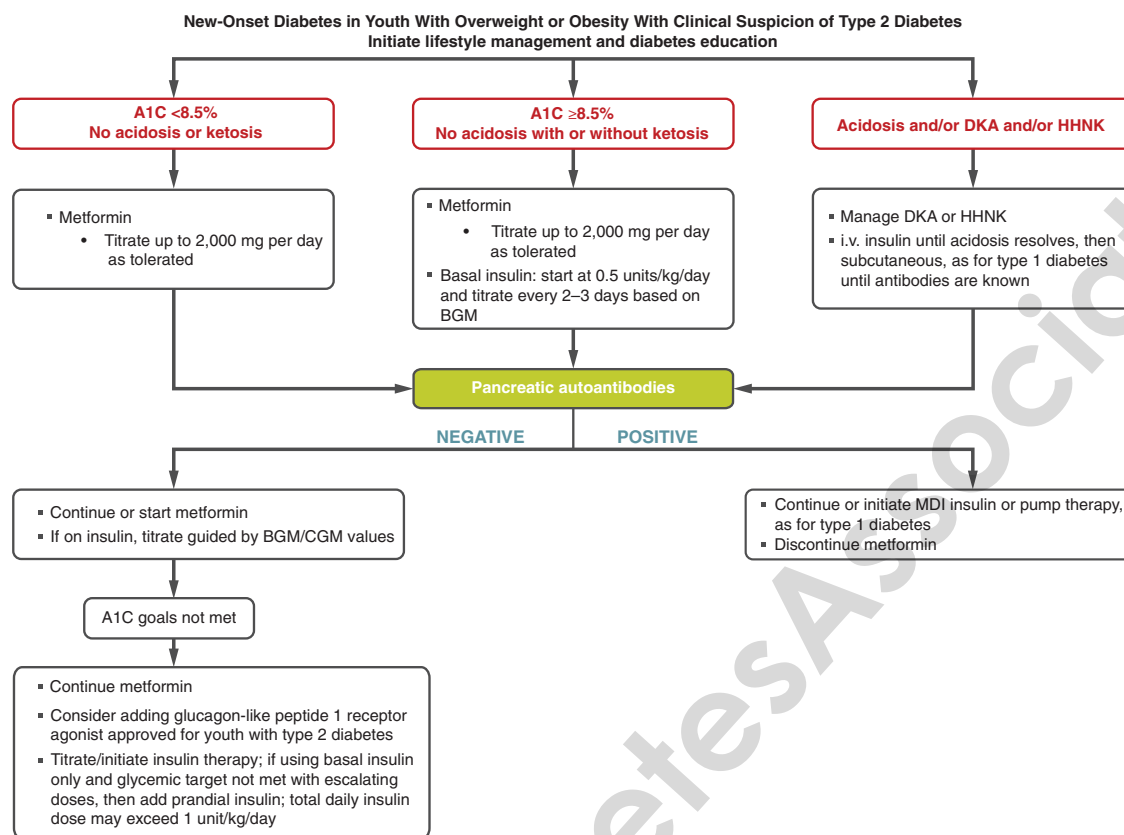 New-Onset Diabetes in Youth With Overweight or Obesity With Clinical Suspicion of Type 2 Diabetes
Initiate lifestyle management and diabetes education
A1C <8.5%
No acidosis or ketosis
A1C ≥8.5%
No acidosis with or without ketosis
Acidosis and/or DKA and/or HHNK
▪ Metformin
• Titrate up to 2,000 mg per day
as tolerated
▪ Metformin
• Titrate up to 2,000 mg per day
as tolerated
▪ Basal insulin: start at 0.5 units/kg/day
and titrate every 2–3 days based on
BGM
▪ Manage DKA or HHNK
▪ i.v. insulin until acidosis resolves, then
subcutaneous, as for type 1 diabetes
until antibodies are known
Pancreatic autoantibodies
NEGATIVE
POSITIVE
▪ Continue or start metformin
▪ If on insulin, titrate guided by BGM/CGM values
▪ Continue or initiate MDI insulin or pump therapy,
as for type 1 diabetes
▪ Discontinue metformin
A1C goals not met
▪ Continue metformin
▪ Consider adding glucagon-like peptide 1 receptor
agonist approved for youth with type 2 diabetes
▪ Titrate/initiate insulin therapy; if using basal insulin
only and glycemic target not met with escalating
doses, then add prandial insulin; total daily insulin
dose may exceed 1 unit/kg/day
etesAssociat